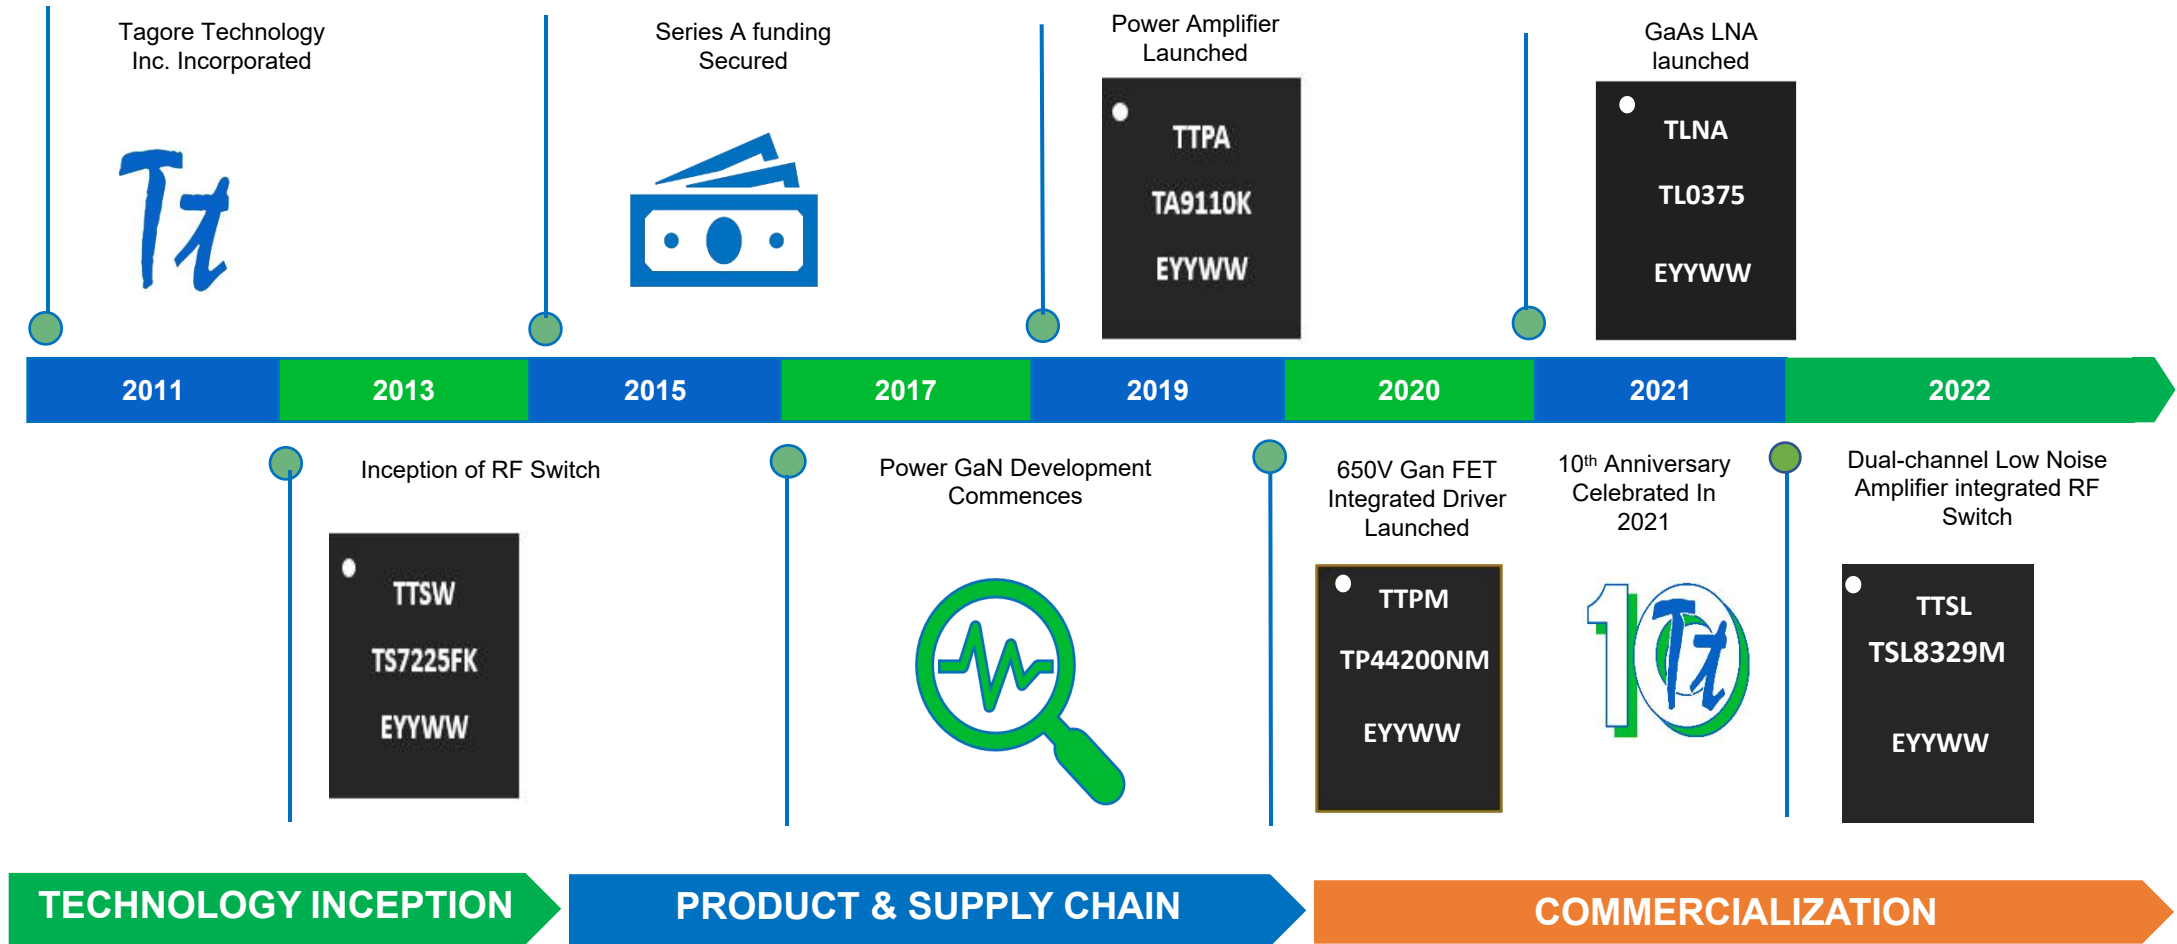 Tagore Technology
Inc. Incorporated
Tt
Series A funding
Secured
Power Amplifier
Launched
TTPA
TA9110K
EYYWW
GaAs LNA
launched
TLNA
TL0375
EYYWW
2011
2013
2015
2017
2019
2020
2021
2022
Inception of RF Switch
TTSW
TS7225FK
EYYWW
Power GaN Development
Commences
650V Gan FET
Integrated Driver
Launched
TTPM
TP44200NM
EYYWW
10th Anniversary
Celebrated In
2021
10 Tt
Dual-channel Low Noise
Amplifier integrated RF
Switch
TTSL
TSL8329M
EYYWW
TECHNOLOGY INCEPTION
PRODUCT & SUPPLY CHAIN
COMMERCIALIZATION